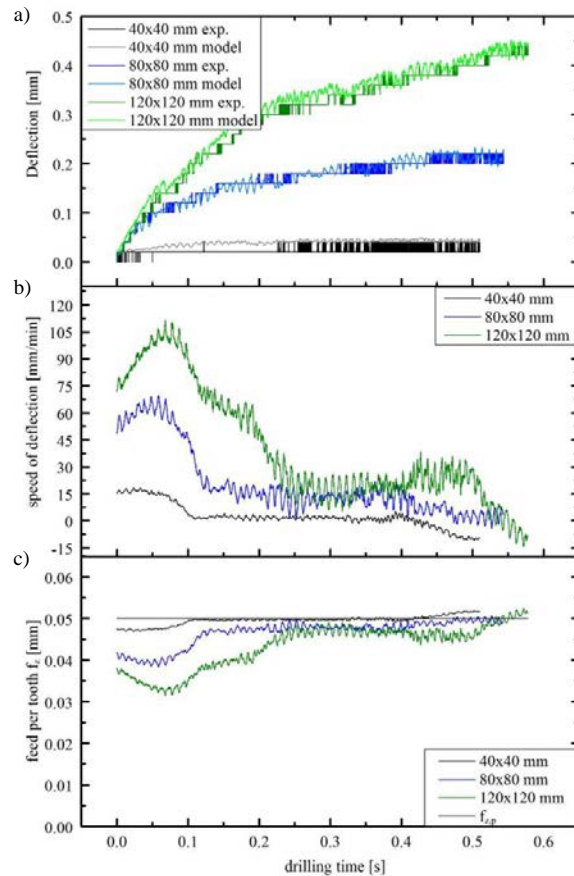 a)
0.5
0.4
0.3
0.2
0.1
0.0
Deflection [mm]
40x40 mm exp.
40x40 mm model
80x80 mm exp.
80x80 mm model
120x120 mm exp.
120x120 mm model
b)
120
105
90
75
60
45
30
15
0
-15
speed of deflection [mm/min]
40x40 mm
80x80 mm
120x120 mm
c)
0.06
0.05
0.04
0.03
0.02
0.01
0.00
feed per tooth fz [mm]
40x40 mm
80x80 mm
120x120 mm
fz,p
0.0 0.1 0.2 0.3 0.4 0.5 0.6
drilling time [s]